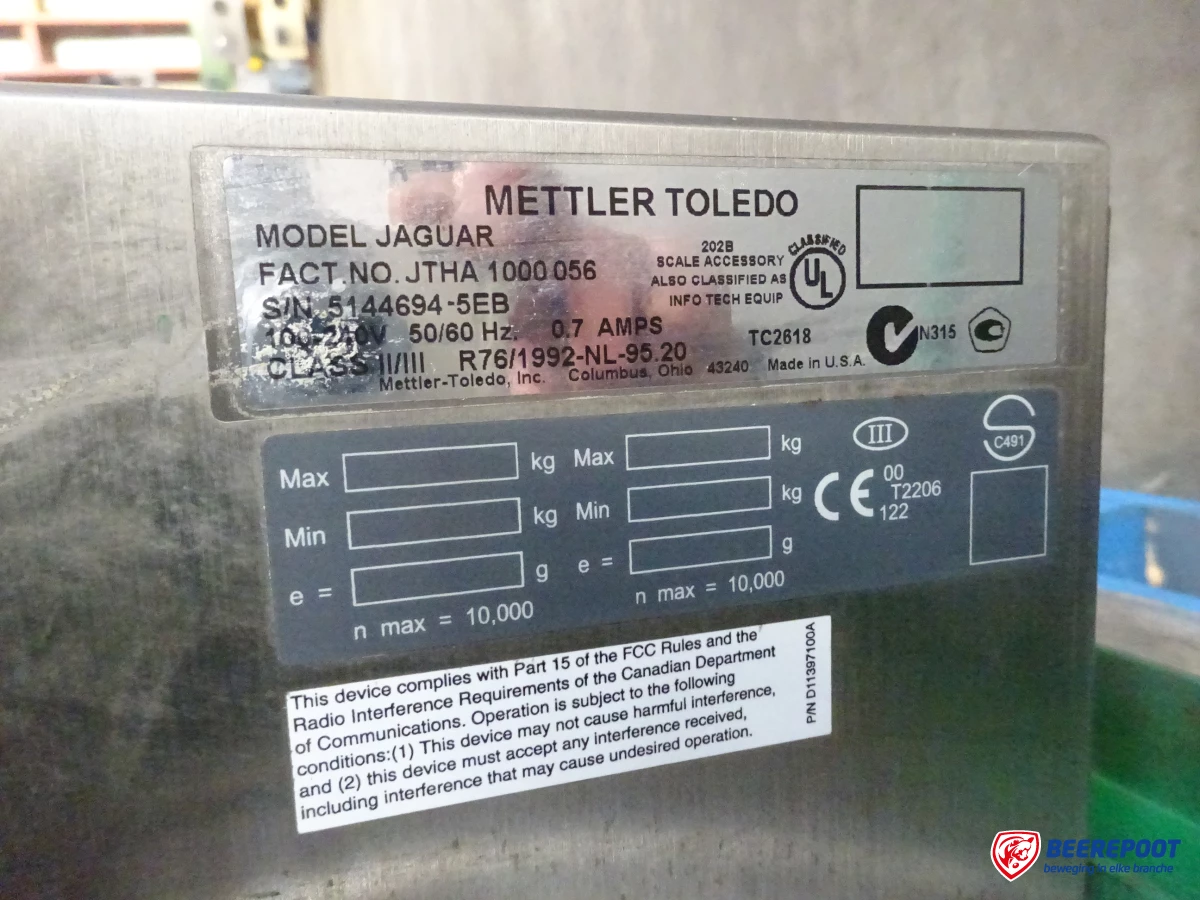 METTLER TOLEDO
MODEL JAGUAR
FACT. NO. JTHA 1000 056
S/N 5144694-5EB
100-240V 50/60 Hz. 0.7 AMPS
CLASS II/III R76/1992-NL-95.20
Mettler-Toledo, Inc. Columbus, Ohio 43240 Made in U.S.A.
202B
SCALE ACCESSORY
ALSO CLASSIFIED AS
INFO TECH EQUIP
CLASSIFIED
UL
TC2618
N315
Max kg Max kg
Min kg Min kg
e = g e = g
n max = 10,000 n max = 10,000
III
CE 00
T2206
122
S
C491
This device complies with Part 15 of the FCC Rules and the
Radio Interference Requirements of the Canadian Department
of Communications. Operation is subject to the following
conditions:(1) This device may not cause harmful interference,
and (2) this device must accept any interference received,
including interference that may cause undesired operation.
P/N D11397100A
BEEREPOOT
beweging in elke branche